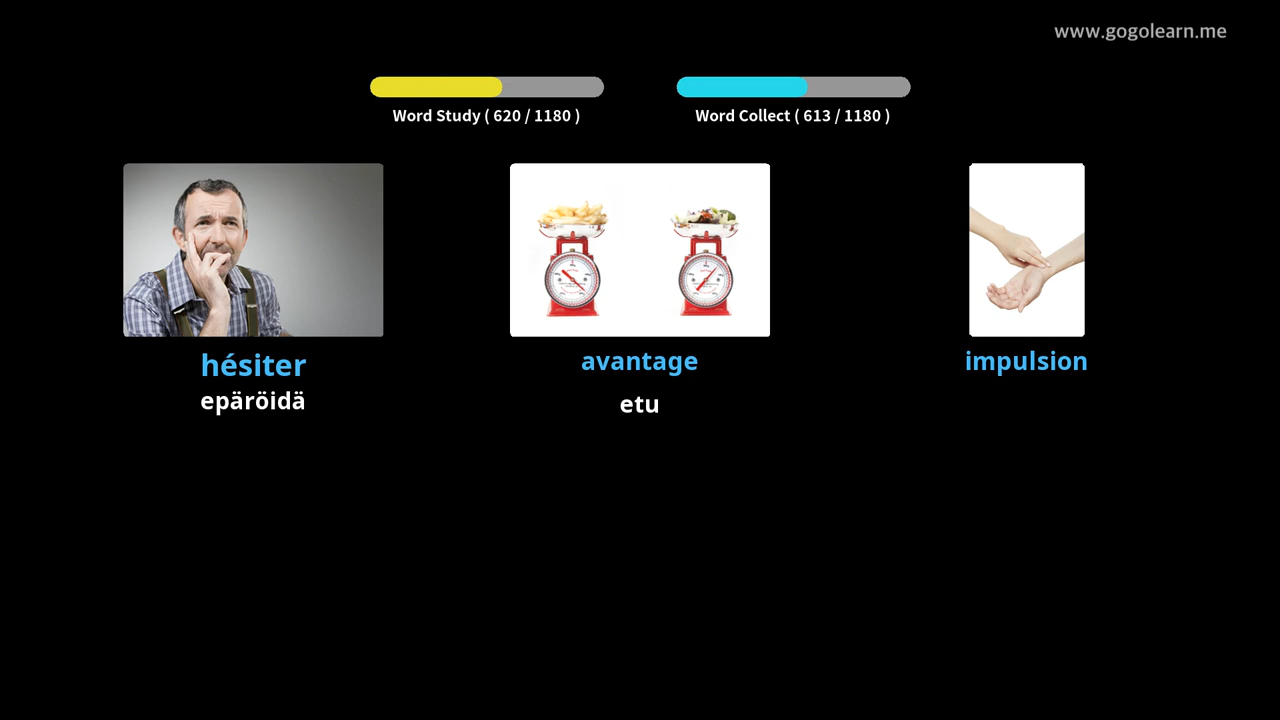 www.gogolearn.me
Word Study ( 620 / 1180 )
Word Collect ( 613 / 1180 )
hésiter
epäröidä
avantage
etu
impulsion